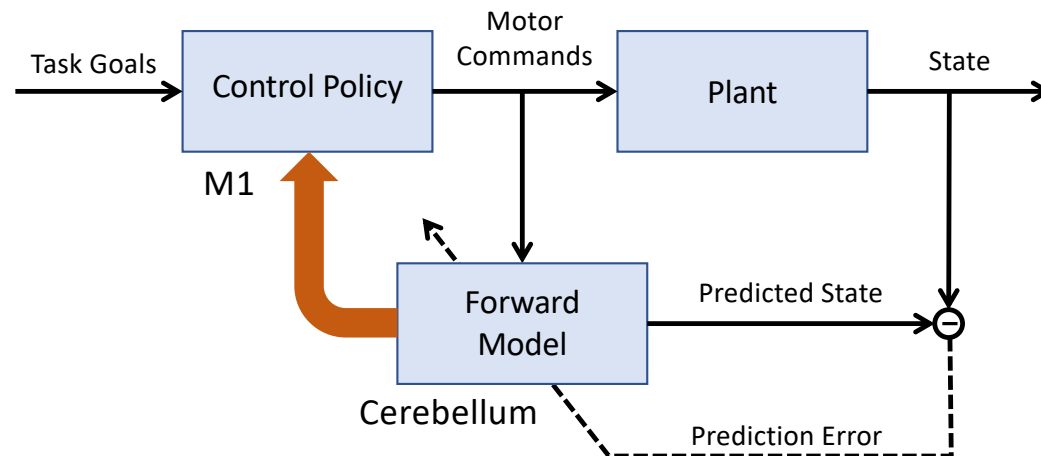 Motor
Task Goals
Commands
State
Control Policy
Plant
M1
Predicted State
Forward
Model
−
Cerebellum
Prediction Error